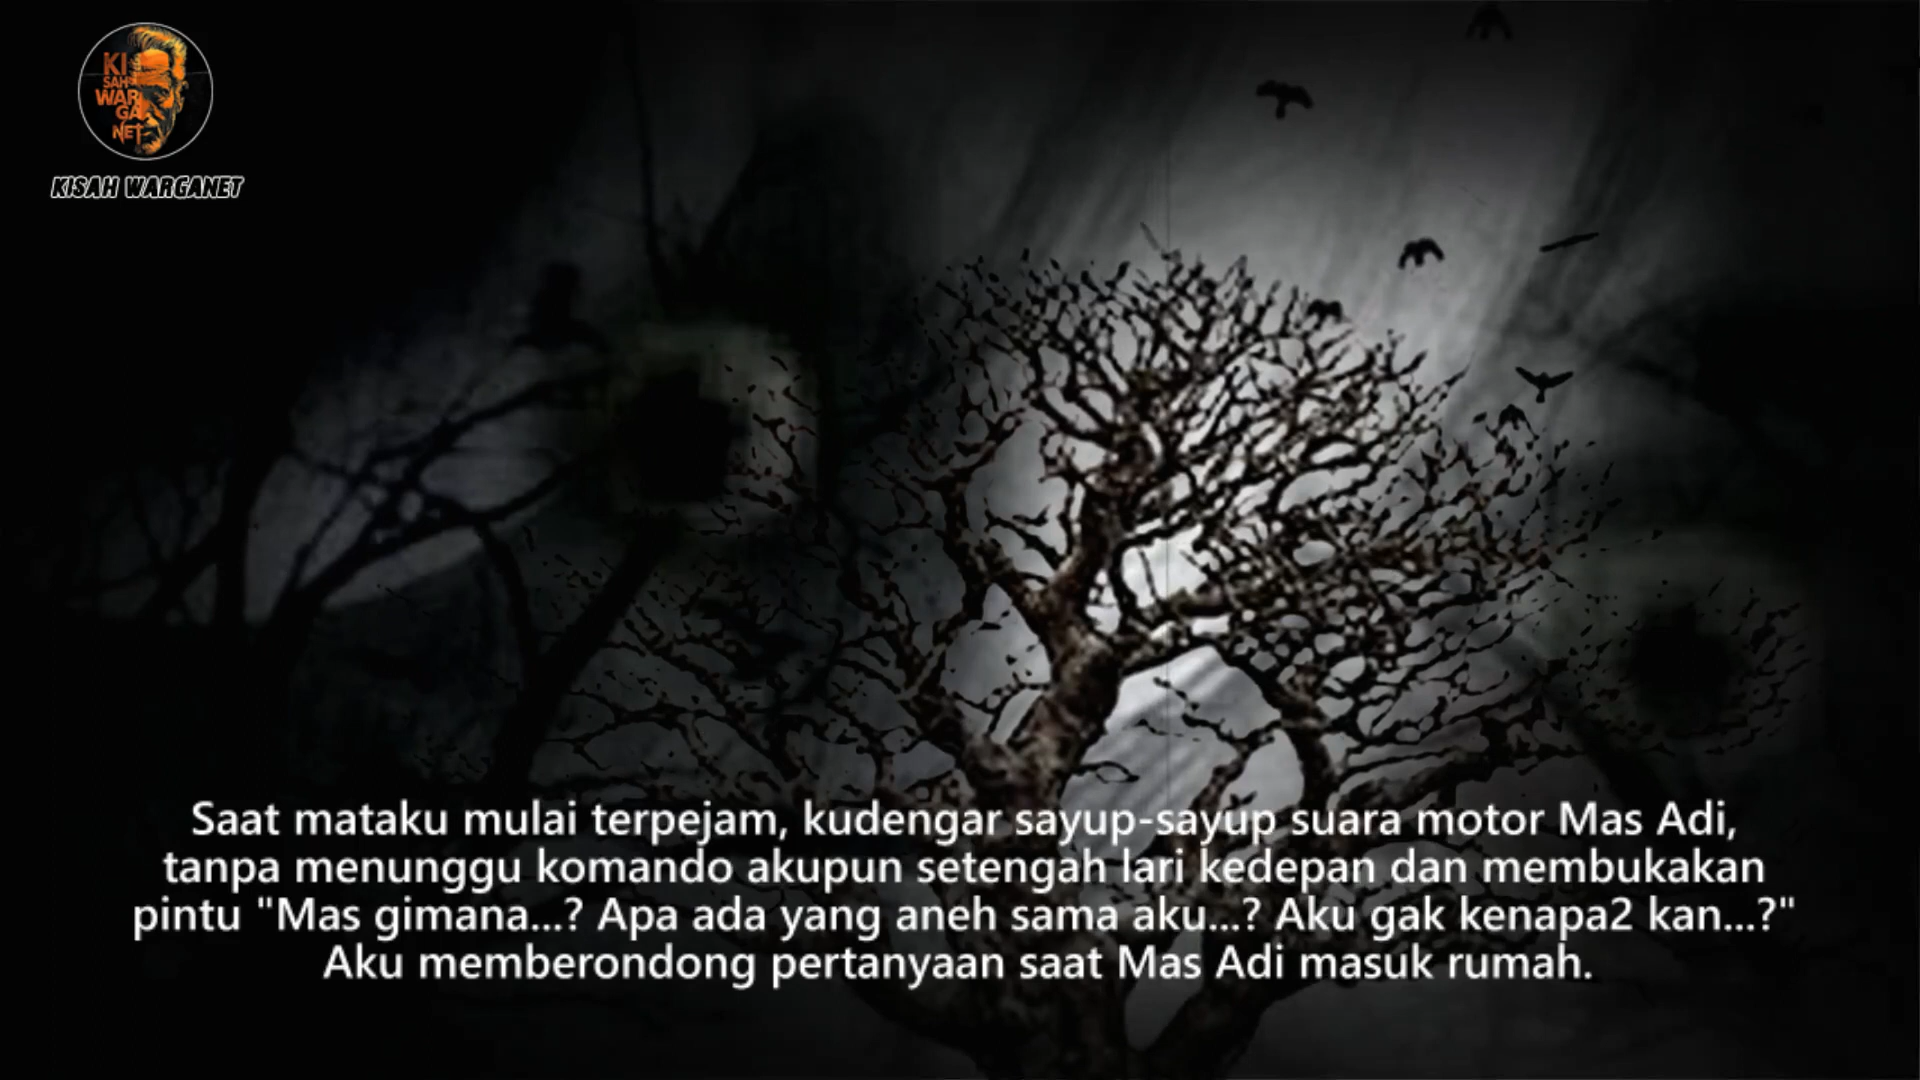 KI
SAH
WAR
GA
NET
KISAH WARGANET
Saat mataku mulai terpejam, kudengar sayup-sayup suara motor Mas Adi,
tanpa menunggu komando akupun setengah lari kedepan dan membukakan
pintu "Mas gimana...? Apa ada yang aneh sama aku...? Aku gak kenapa2 kan...?"
Aku memberondong pertanyaan saat Mas Adi masuk rumah.